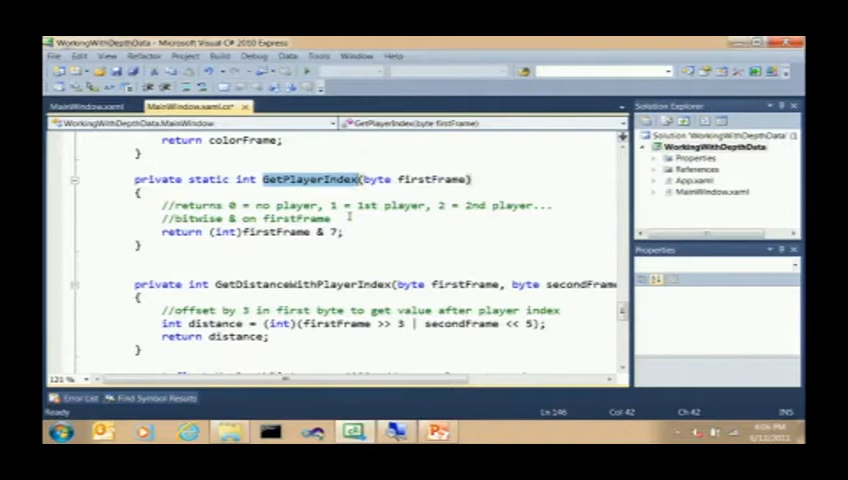 WorkingWithDepthData - Microsoft Visual C# 2010 Express
File Edit View Refactor Project Build Debug Data Tools Window Help
MainWindow.xaml MainWindow.xaml.cs*
WorkingWithDepthData.MainWindow GetPlayerIndex(byte firstFrame)
return colorFrame;
}
private static int GetPlayerIndex(byte firstFrame)
{
//returns 0 = no player, 1 = 1st player, 2 = 2nd player...
//bitwise & on firstFrame
return (int)firstFrame & 7;
}
private int GetDistanceWithPlayerIndex(byte firstFrame, byte secondFrame
{
//offset by 3 in first byte to get value after player index
int distance = (int)(firstFrame >> 3 | secondFrame << 5);
return distance;
}
121 %
Solution Explorer
Solution 'WorkingWithDepthData' (1
WorkingWithDepthData
Properties
References
App.xaml
MainWindow.xaml
Properties
Error List Find Symbol Results
Ready Ln 146 Col 42 Ch 42 INS
4:06 PM